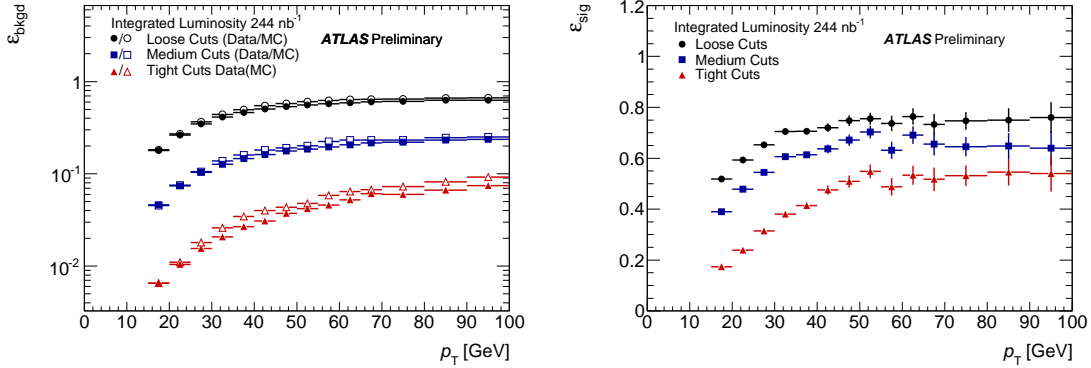 ε_bkgd
Integrated Luminosity 244 nb⁻¹
●/○ Loose Cuts (Data/MC)
■/□ Medium Cuts (Data/MC)
▲/△ Tight Cuts Data(MC)
ATLAS Preliminary
1
10⁻¹
10⁻²
0 10 20 30 40 50 60 70 80 90 100
p_T [GeV]
ε_sig
Integrated Luminosity 244 nb⁻¹
● Loose Cuts
■ Medium Cuts
▲ Tight Cuts
ATLAS Preliminary
1.2
1
0.8
0.6
0.4
0.2
0
0 10 20 30 40 50 60 70 80 90 100
p_T [GeV]